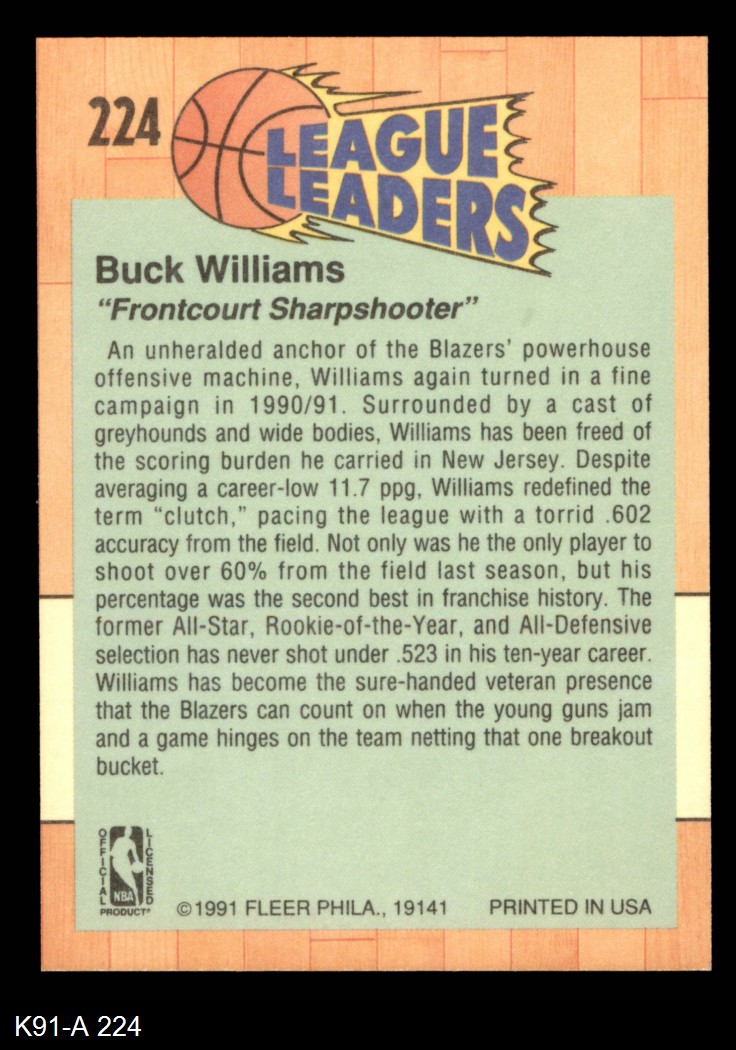 224
LEAGUE
LEADERS
Buck Williams
“Frontcourt Sharpshooter”
An unheralded anchor of the Blazers’ powerhouse
offensive machine, Williams again turned in a fine
campaign in 1990/91. Surrounded by a cast of
greyhounds and wide bodies, Williams has been freed of
the scoring burden he carried in New Jersey. Despite
averaging a career-low 11.7 ppg, Williams redefined the
term “clutch,” pacing the league with a torrid .602
accuracy from the field. Not only was he the only player to
shoot over 60% from the field last season, but his
percentage was the second best in franchise history. The
former All-Star, Rookie-of-the-Year, and All-Defensive
selection has never shot under .523 in his ten-year career.
Williams has become the sure-handed veteran presence
that the Blazers can count on when the young guns jam
and a game hinges on the team netting that one breakout
bucket.
OFFICIAL
LICENSED
NBA
PRODUCT®
©1991 FLEER PHILA., 19141
PRINTED IN USA
K91-A 224